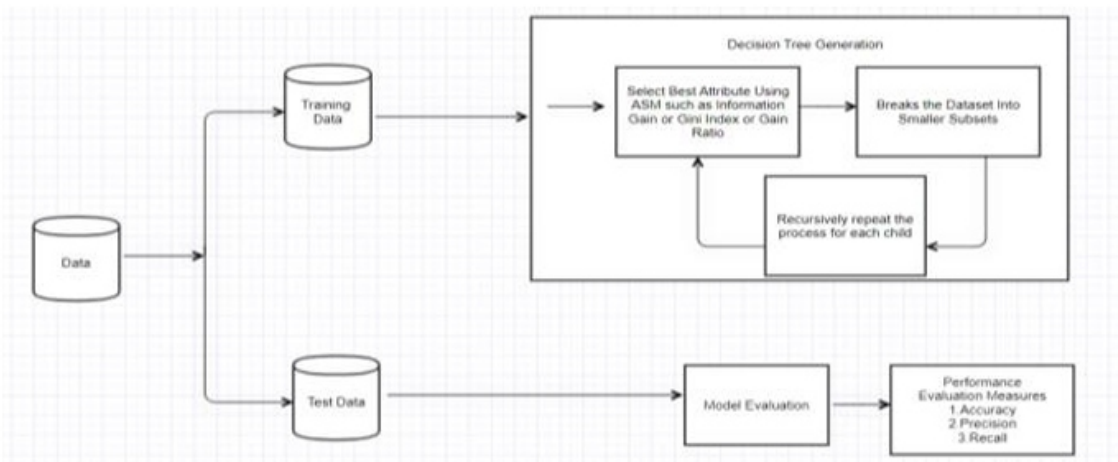 Decision Tree Generation
Training
Data
Select Best Attribute Using
ASM such as Information
Gain or Gini Index or Gain
Ratio
Breaks the Dataset Into
Smaller Subsets
Recursively repeat the
process for each child
Data
Test Data
Model Evaluation
Performance
Evaluation Measures
1.Accuracy
2.Precision
3.Recall